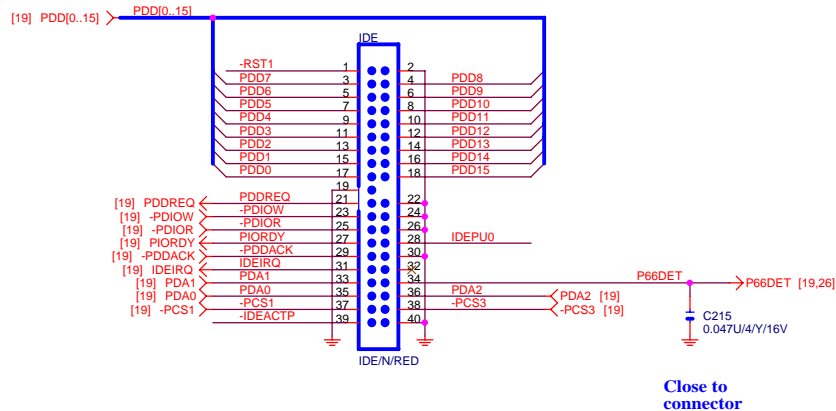 [19] PDD[0..15] PDD[0..15]
IDE
-RST1 1 2
PDD7 3 4 PDD8
PDD6 5 6 PDD9
PDD5 7 8 PDD10
PDD4 9 10 PDD11
PDD3 11 12 PDD12
PDD2 13 14 PDD13
PDD1 15 16 PDD14
PDD0 17 18 PDD15
19
[19] PDDREQ PDDREQ 21 22
[19] -PDIOW -PDIOW 23 24
[19] -PDIOR -PDIOR 25 26
[19] PIORDY PIORDY 27 28 IDEPU0
[19] -PDDACK -PDDACK 29 30
[19] IDEIRQ IDEIRQ 31 32
[19] PDA1 PDA1 33 34 P66DET P66DET [19,26]
[19] PDA0 PDA0 35 36 PDA2 PDA2 [19]
[19] -PCS1 -PCS1 37 38 -PCS3 -PCS3 [19]
-IDEACTP 39 40
C215
0.047U/4/Y/16V
IDE/N/RED
Close to
connector